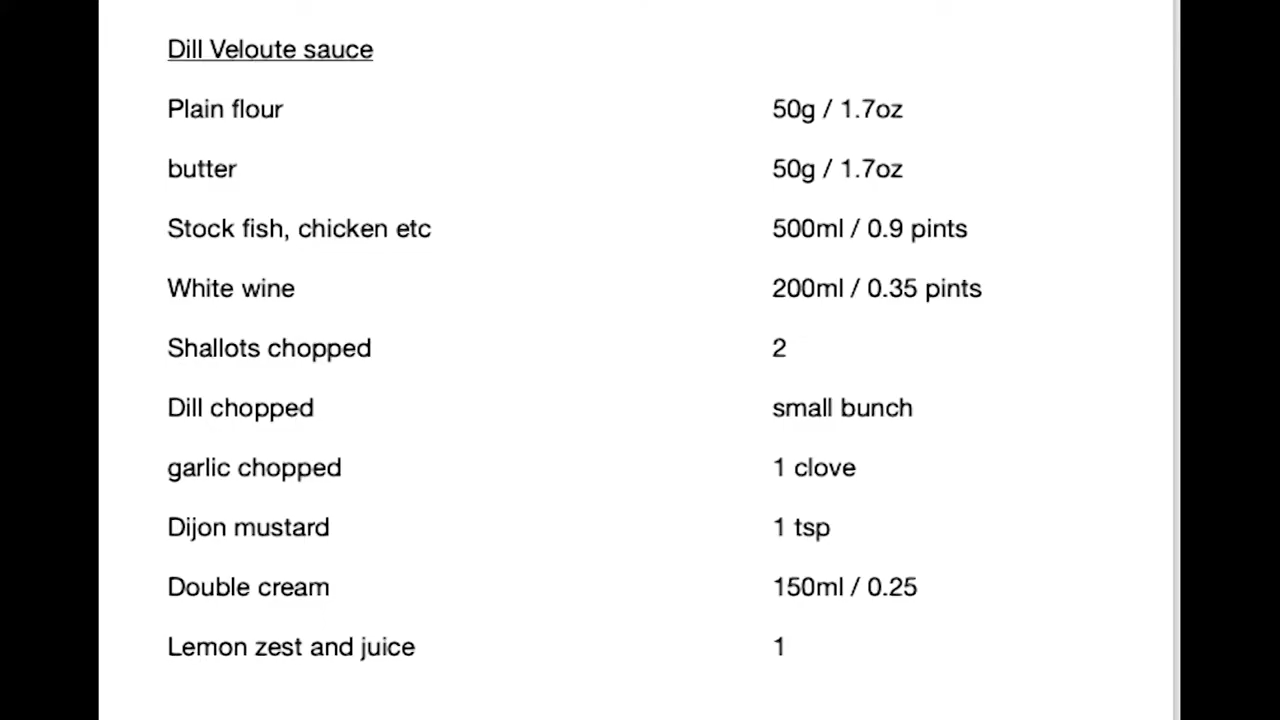 Dill Veloute sauce
Plain flour 50g / 1.7oz
butter 50g / 1.7oz
Stock fish, chicken etc 500ml / 0.9 pints
White wine 200ml / 0.35 pints
Shallots chopped 2
Dill chopped small bunch
garlic chopped 1 clove
Dijon mustard 1 tsp
Double cream 150ml / 0.25
Lemon zest and juice 1